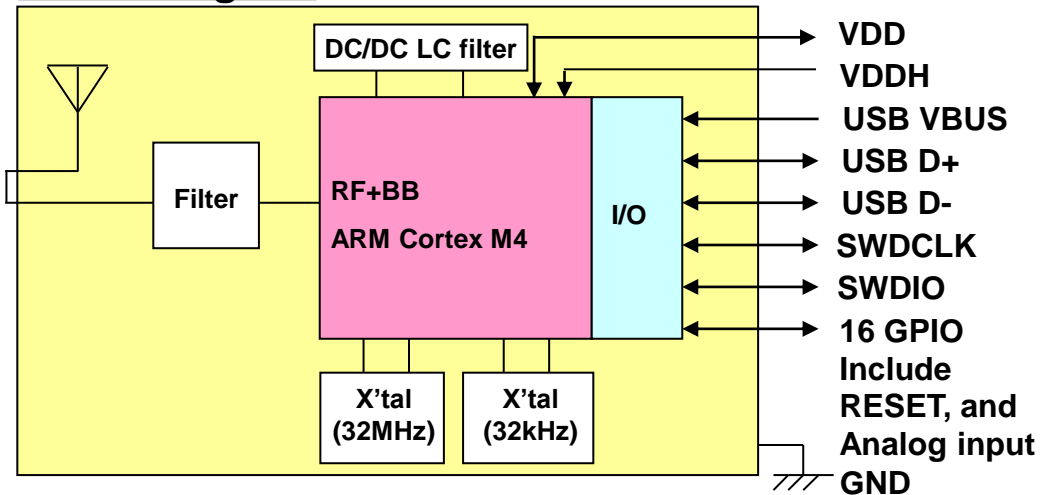 DC/DC LC filter
VDD
VDDH
USB VBUS
USB D+
USB D-
SWDCLK
SWDIO
16 GPIO
Include
RESET, and
Analog input
GND
Filter
RF+BB
ARM Cortex M4
I/O
X'tal
(32MHz)
X'tal
(32kHz)